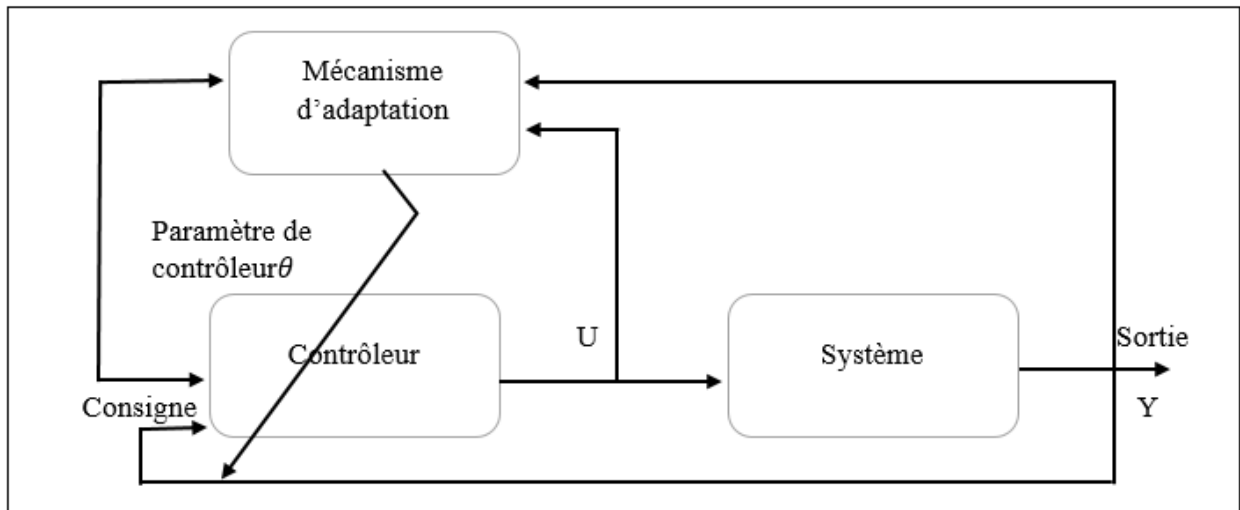 Mécanisme
d’adaptation
Paramètre de
contrôleurθ
Contrôleur
U
Système
Sortie
Consigne
Y